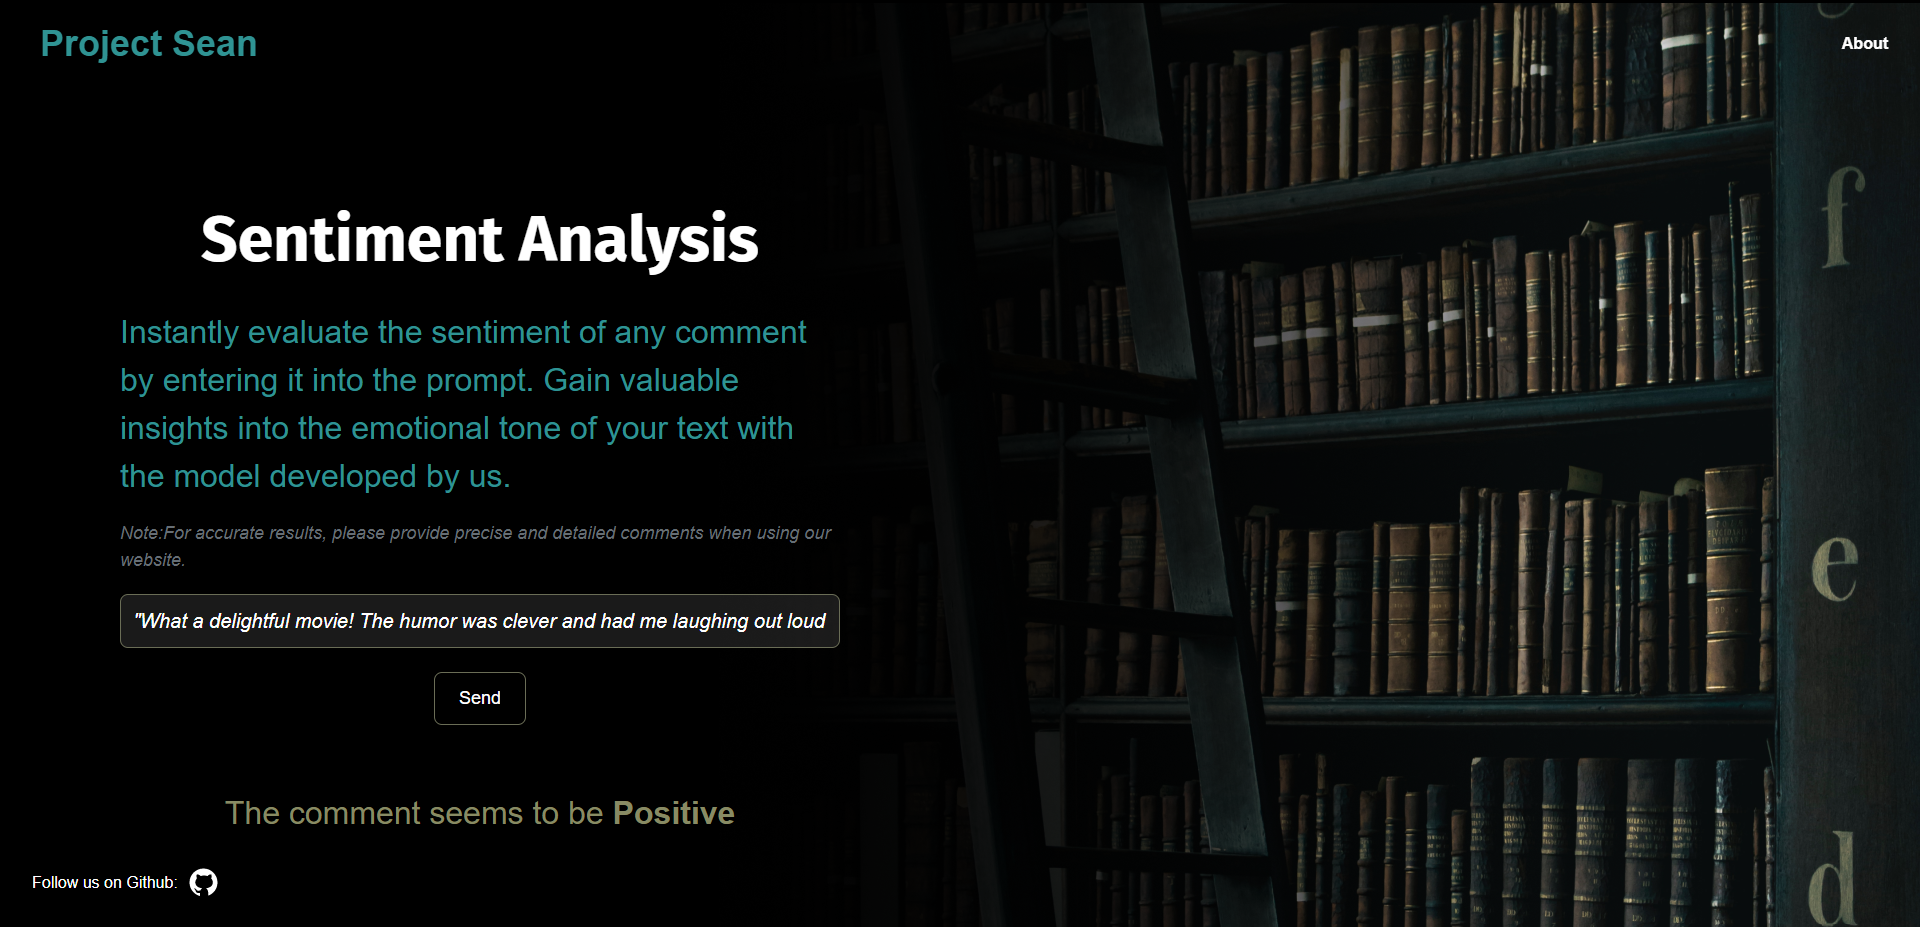 Project Sean
About
Sentiment Analysis
Instantly evaluate the sentiment of any comment
by entering it into the prompt. Gain valuable
insights into the emotional tone of your text with
the model developed by us.
Note:For accurate results, please provide precise and detailed comments when using our
website.
"What a delightful movie! The humor was clever and had me laughing out loud
Send
The comment seems to be Positive
Follow us on Github:
f
e
d